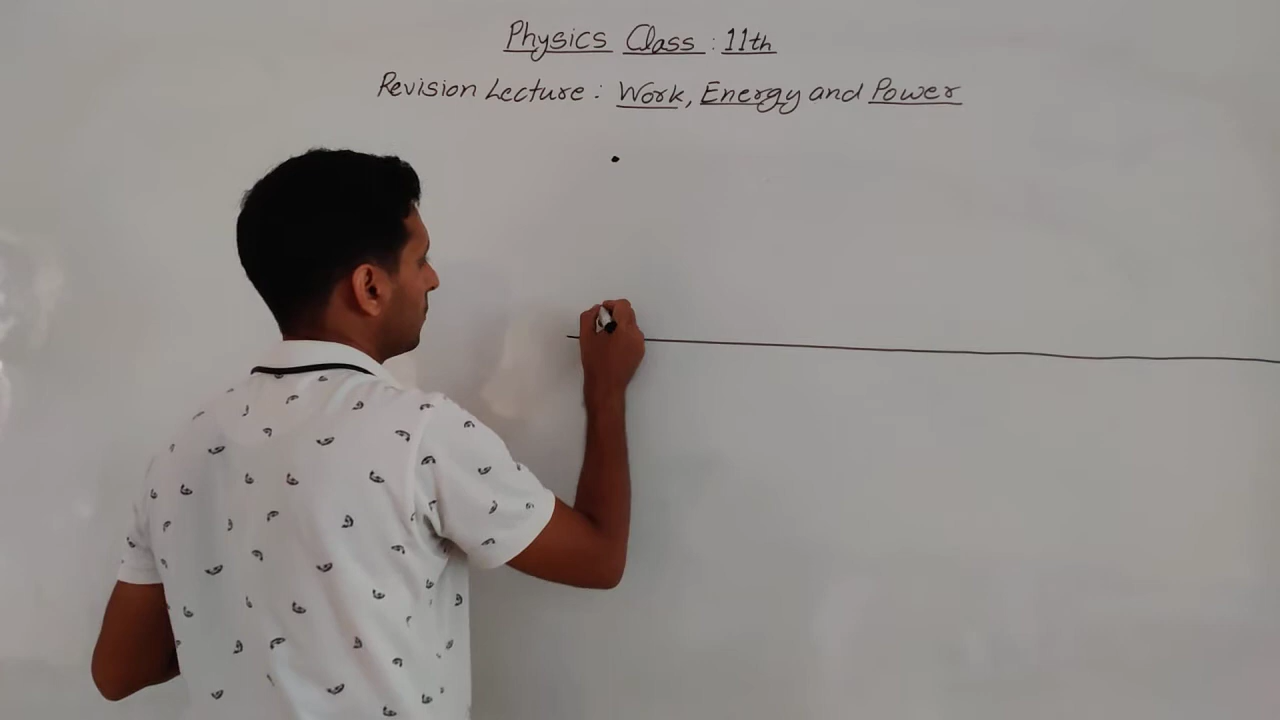 Physics Class : 11th
Revision Lecture : Work, Energy and Power